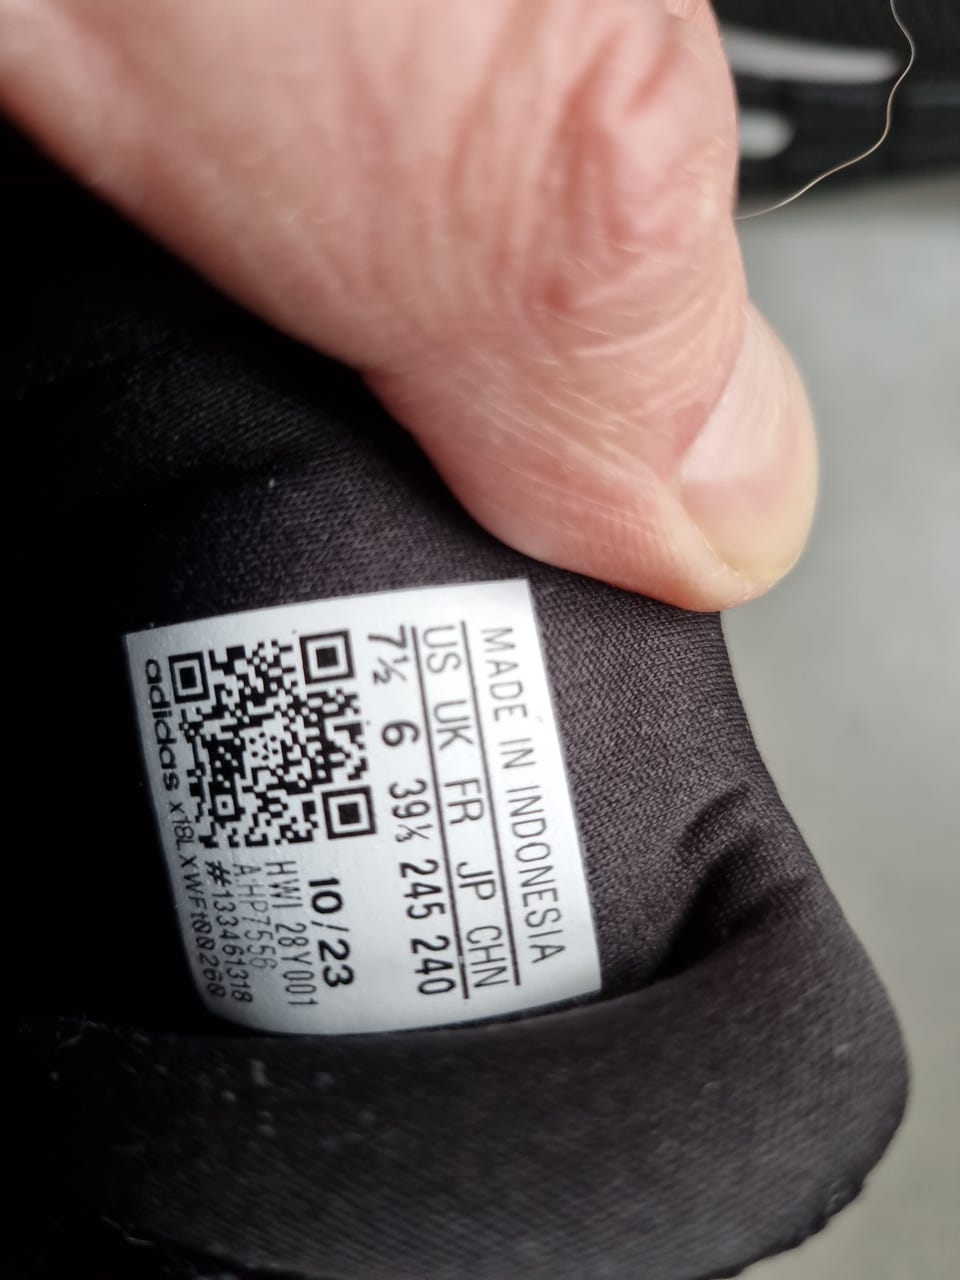 MADE IN INDONESIA
US UK FR JP CHN
7½ 6 39⅓ 245 240
10/23
HWI 28Y001
A:HP7556
#133461318
adidas X18LXWF100268